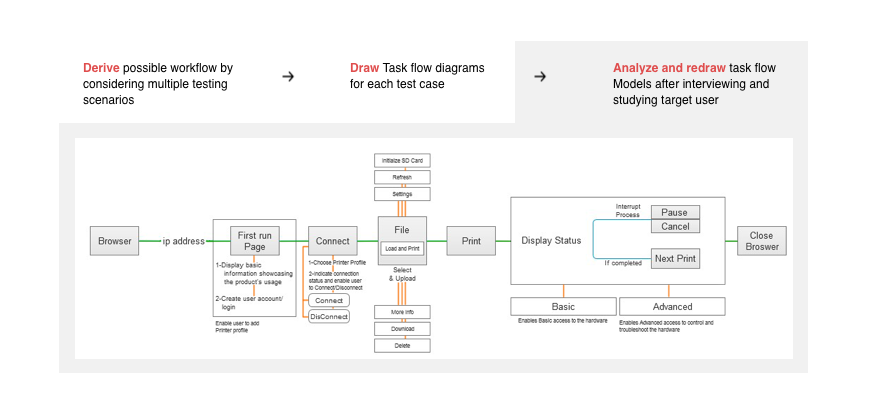 Derive possible workflow by
considering multiple testing
scenarios
Draw Task flow diagrams
for each test case
Analyze and redraw task flow
Models after interviewing and
studying target user
Browser
ip address
First run
Page
1-Display basic
information showcasing
the product's usage
2-Create user account/
login
Enable user to add
Printer profile
Connect
1-Choose Printer Profile
2-Indicate connection
status and enable user
to Connect/Disconnect
Connect
DisConnect
Initialize SD Card
Refresh
Settings
File
Load and Print
Select
& Upload
More Info
Download
Delete
Print
Display Status
Interrupt
Process
Pause
Cancel
If completed
Next Print
Basic
Enables Basic access to the hardware
Advanced
Enables Advanced access to control and
troubleshoot the hardware
Close
Broswer